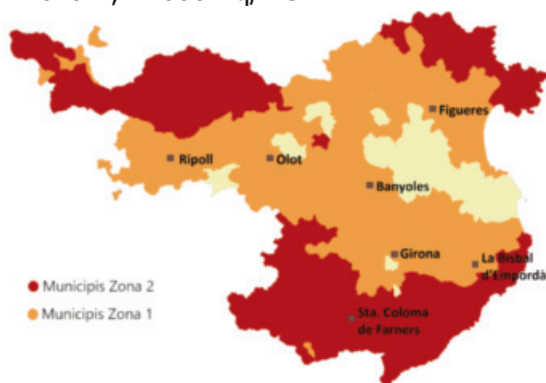 Figueres
Ripoll
Olot
Banyoles
Girona
La Bisbal
d'Empordà
Municipis Zona 2
Municipis Zona 1
Sta. Coloma
de Farners